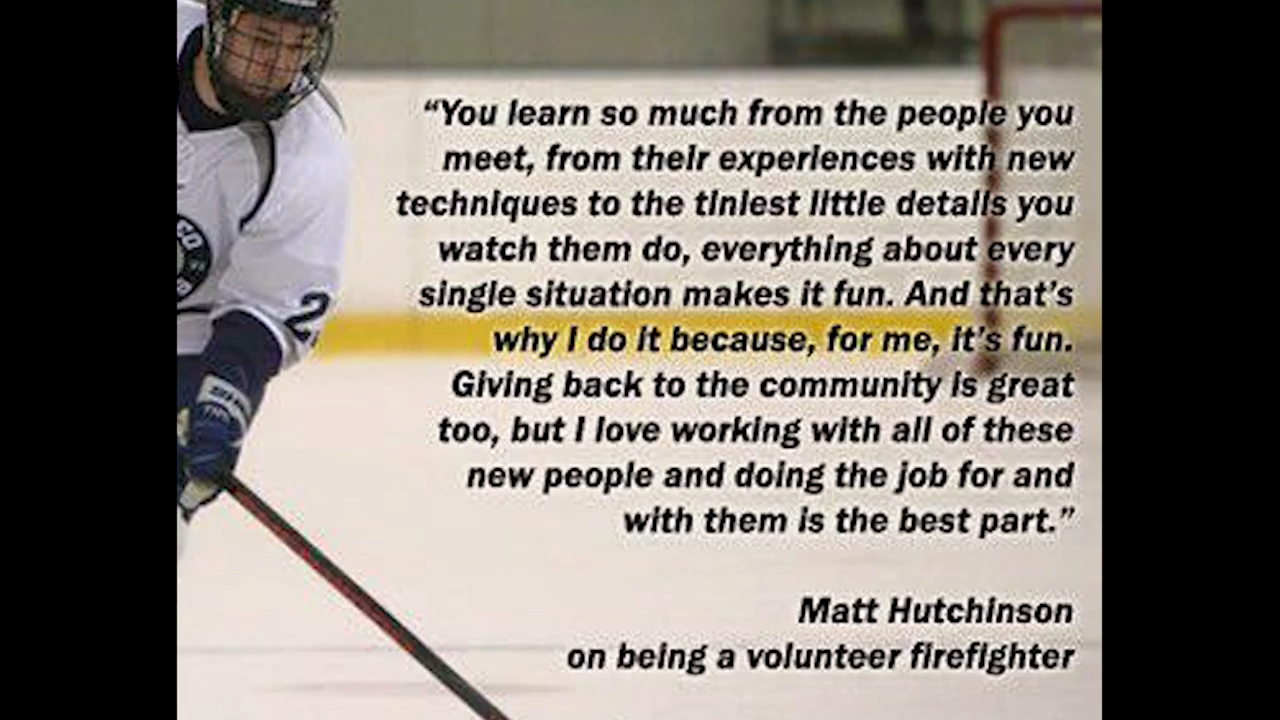 “You learn so much from the people you
meet, from their experiences with new
techniques to the tiniest little details you
watch them do, everything about every
single situation makes it fun. And that’s
why I do it because, for me, it’s fun.
Giving back to the community is great
too, but I love working with all of these
new people and doing the job for and
with them is the best part.”
Matt Hutchinson
on being a volunteer firefighter
2